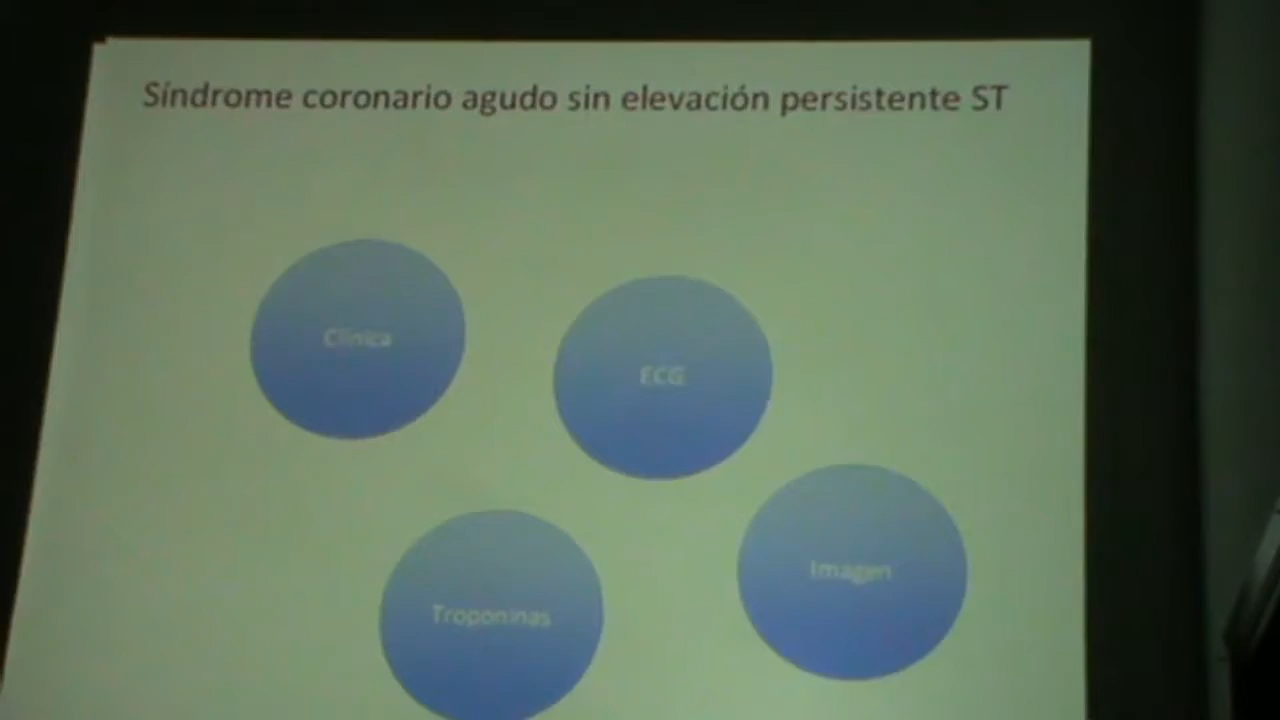 Síndrome coronario agudo sin elevación persistente ST
Clínica
ECG
Imagen
Troponinas